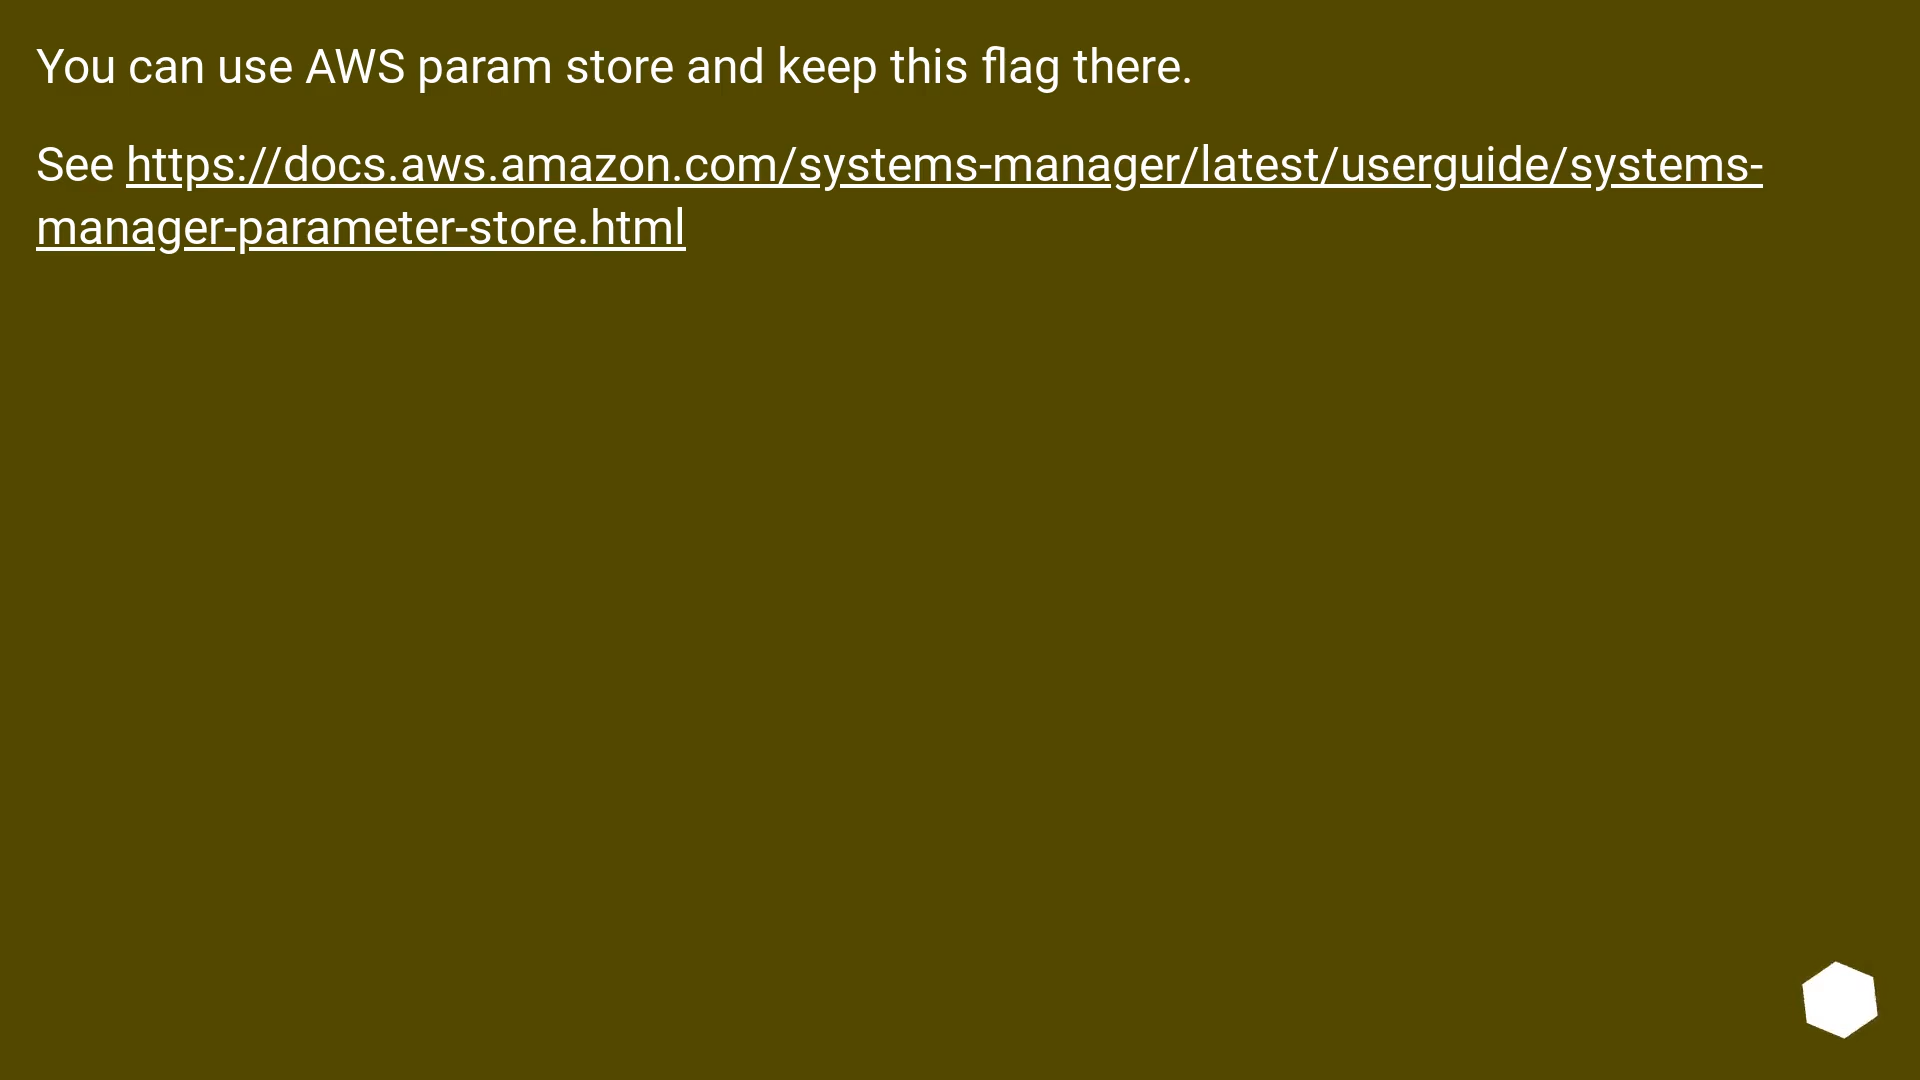 You can use AWS param store and keep this flag there.
See https://docs.aws.amazon.com/systems-manager/latest/userguide/systems-
manager-parameter-store.html